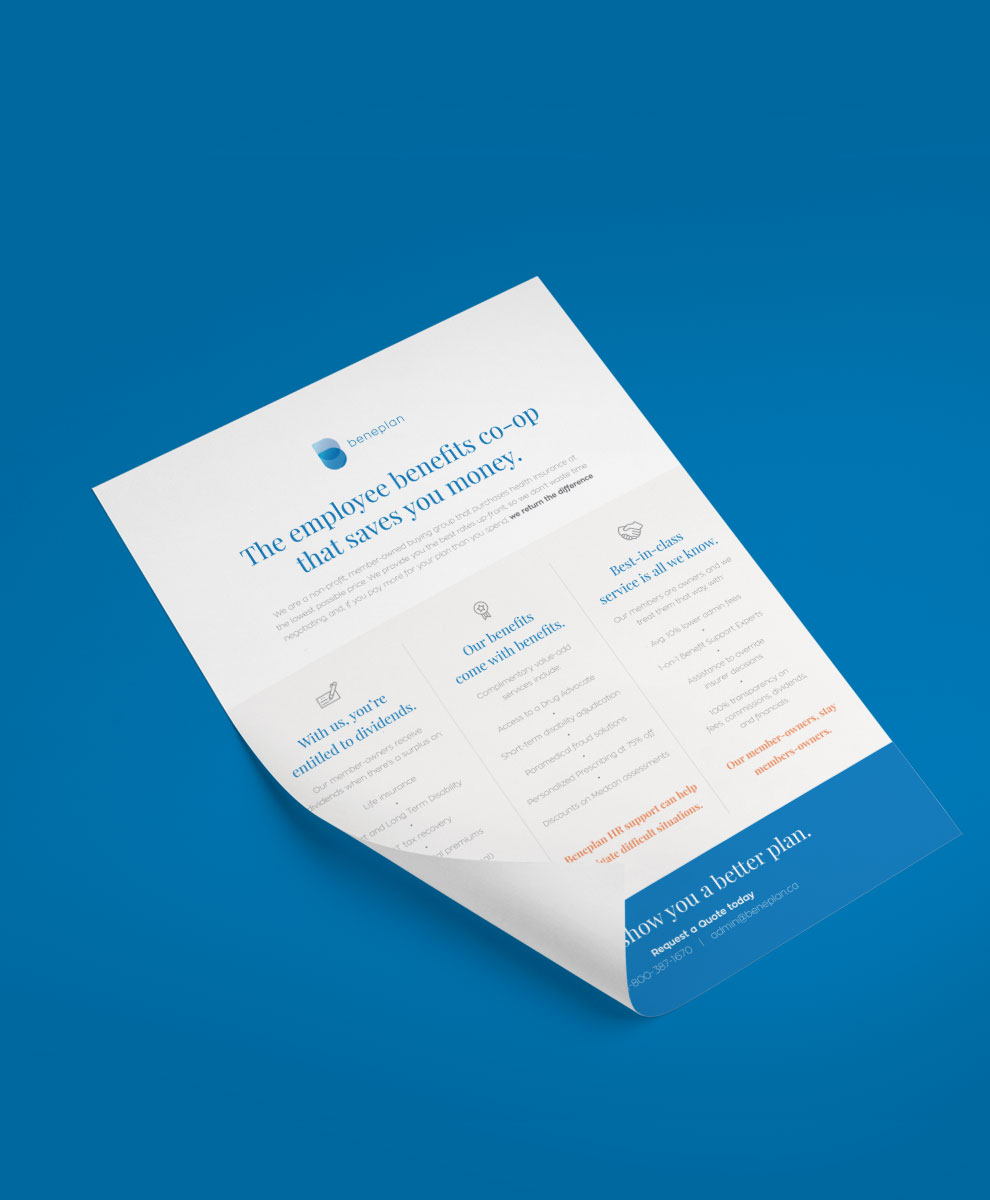 beneplan
The employee benefits co-op
that saves you money.
We are a non-profit, member-owned buying group that purchases health insurance at
the lowest possible price. We provide you the best rates up-front, so we don't waste time
negotiating, and, if you pay more for your plan than you spend, we return the difference
With us, you're
entitled to dividends.
Our member-owners receive
dividends when there's a surplus on
Life insurance
•
and Long Term Disability
•
tax recovery
•
premiums
Our benefits
come with benefits.
Complimentary value-add
services include:
Access to a Drug Advocate
•
Short-term disability adjudication
•
Paramedical fraud solutions
•
Personalized Prescribing at 75% off
•
Discounts on Medcan assessments
Beneplan HR support can help
difficult situations.
Best-in-class
service is all we know.
Our members are owners, and we
treat them that way, with:
Avg. 10% lower admin fees
•
1-on-1 Benefit Support Experts
•
Assistance to override
insurer decisions
•
100% transparency on
fees, commissions, dividends,
and financials.
Our member-owners, stay
members-owners.
show you a better plan.
Request a Quote today
-800-387-1670 | admin@beneplan.ca